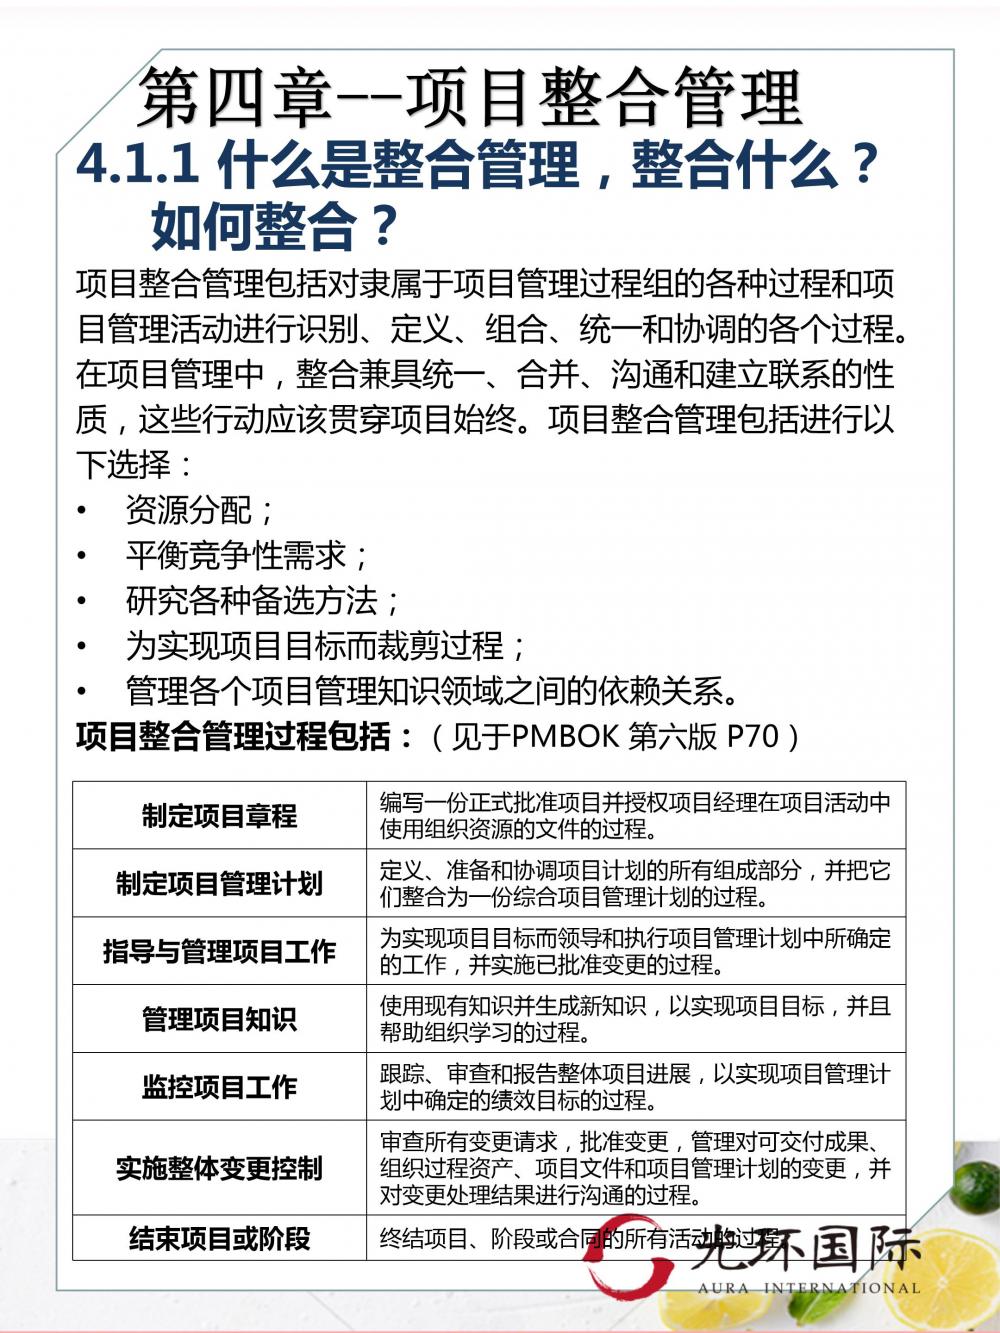 第四章--项目整合管理
4.1.1 什么是整合管理，整合什么？
如何整合？
项目整合管理包括对隶属于项目管理过程组的各种过程和项
目管理活动进行识别、定义、组合、统一和协调的各个过程。
在项目管理中，整合兼具统一、合并、沟通和建立联系的性
质，这些行动应该贯穿项目始终。项目整合管理包括进行以
下选择：
• 资源分配；
• 平衡竞争性需求；
• 研究各种备选方法；
• 为实现项目目标而裁剪过程；
• 管理各个项目管理知识领域之间的依赖关系。
项目整合管理过程包括：（见于PMBOK 第六版 P70）
制定项目章程
编写一份正式批准项目并授权项目经理在项目活动中
使用组织资源的文件的过程。
制定项目管理计划
定义、准备和协调项目计划的所有组成部分，并把它
们整合为一份综合项目管理计划的过程。
指导与管理项目工作
为实现项目目标而领导和执行项目管理计划中所确定
的工作，并实施已批准变更的过程。
管理项目知识
使用现有知识并生成新知识，以实现项目目标，并且
帮助组织学习的过程。
监控项目工作
跟踪、审查和报告整体项目进展，以实现项目管理计
划中确定的绩效目标的过程。
实施整体变更控制
审查所有变更请求，批准变更，管理对可交付成果、
组织过程资产、项目文件和项目管理计划的变更，并
对变更处理结果进行沟通的过程。
结束项目或阶段
终结项目、阶段或合同的所有活动的过程
光环国际
AURA INTERNATIONAL